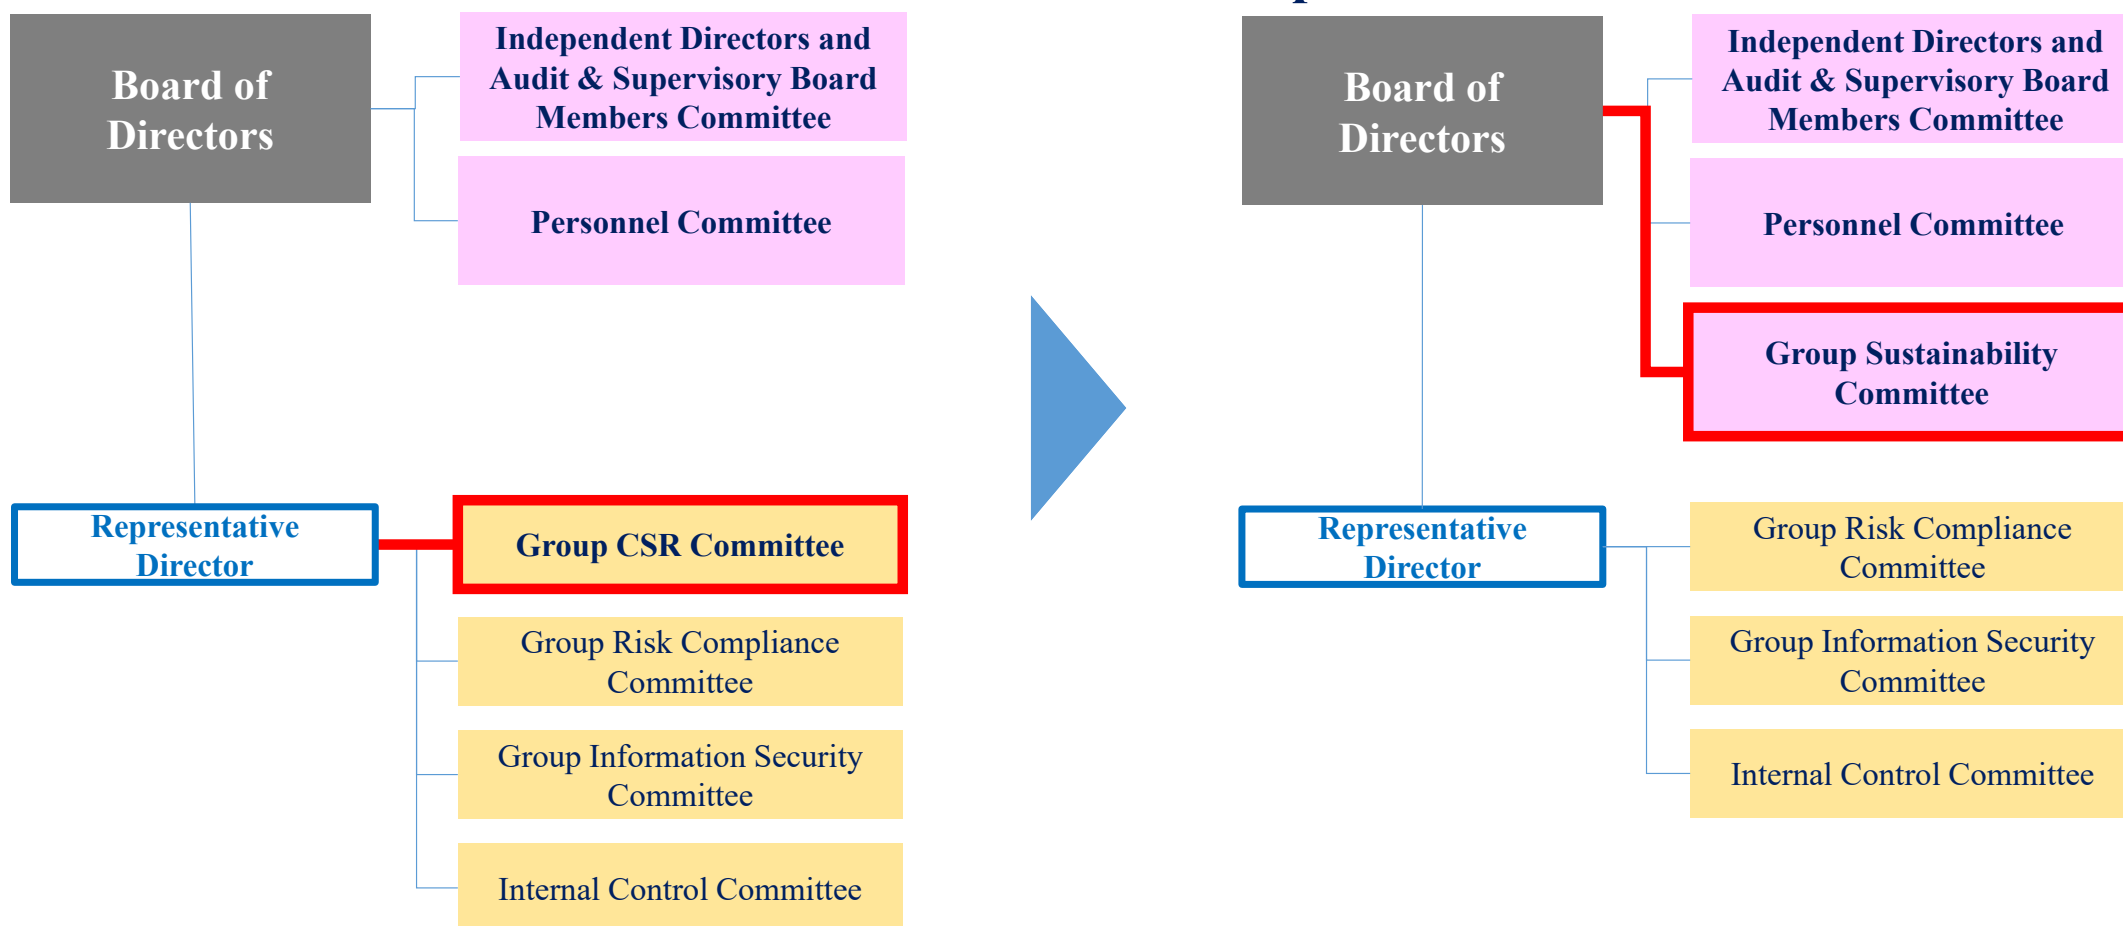 Board of
Directors
Independent Directors and
Audit & Supervisory Board
Members Committee
Personnel Committee
Representative
Director
Group CSR Committee
Group Risk Compliance
Committee
Group Information Security
Committee
Internal Control Committee
Board of
Directors
Independent Directors and
Audit & Supervisory Board
Members Committee
Personnel Committee
Group Sustainability
Committee
Representative
Director
Group Risk Compliance
Committee
Group Information Security
Committee
Internal Control Committee